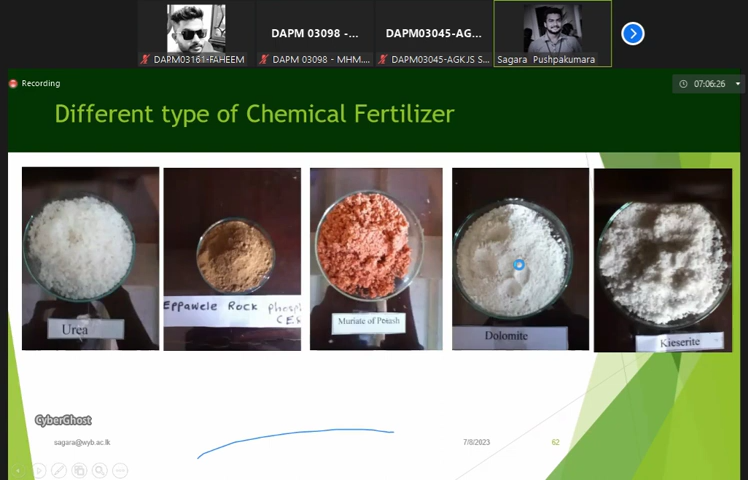 DAPM 03098 - ...
DAPM03045-AG...
DAPM03161-FAHEEM
DAPM 03098 - MHM....
DAPM03045-AGKJS S...
Sagara Pushpakumara
Recording
07:06:26
Different type of Chemical Fertilizer
Urea
Eppawele Rock Phosph
Muriate of Potash
Dolomite
Kieserite
CyberGhost
sagara@wyb.ac.lk
7/8/2023
62